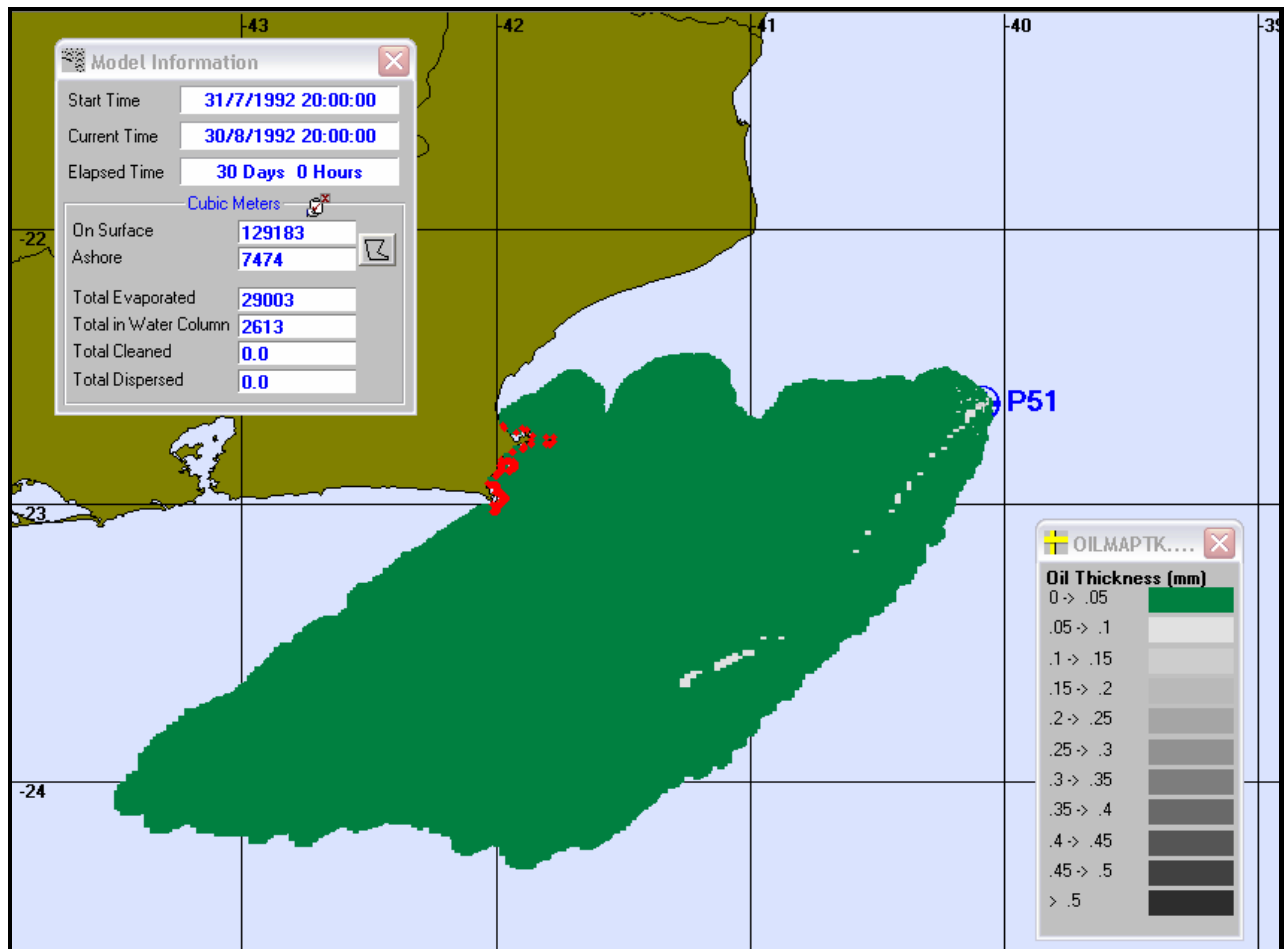 -43
-42
-41
-40
-39
Model Information
Start Time 31/7/1992 20:00:00
Current Time 30/8/1992 20:00:00
Elapsed Time 30 Days 0 Hours
Cubic Meters
On Surface 129183
Ashore 7474
Total Evaporated 29003
Total in Water Column 2613
Total Cleaned 0.0
Total Dispersed 0.0
-22
P51
-23
-24
OILMAPTK....
Oil Thickness (mm)
0 -> .05
.05 -> .1
.1 -> .15
.15 -> .2
.2 -> .25
.25 -> .3
.3 -> .35
.35 -> .4
.4 -> .45
.45 -> .5
> .5